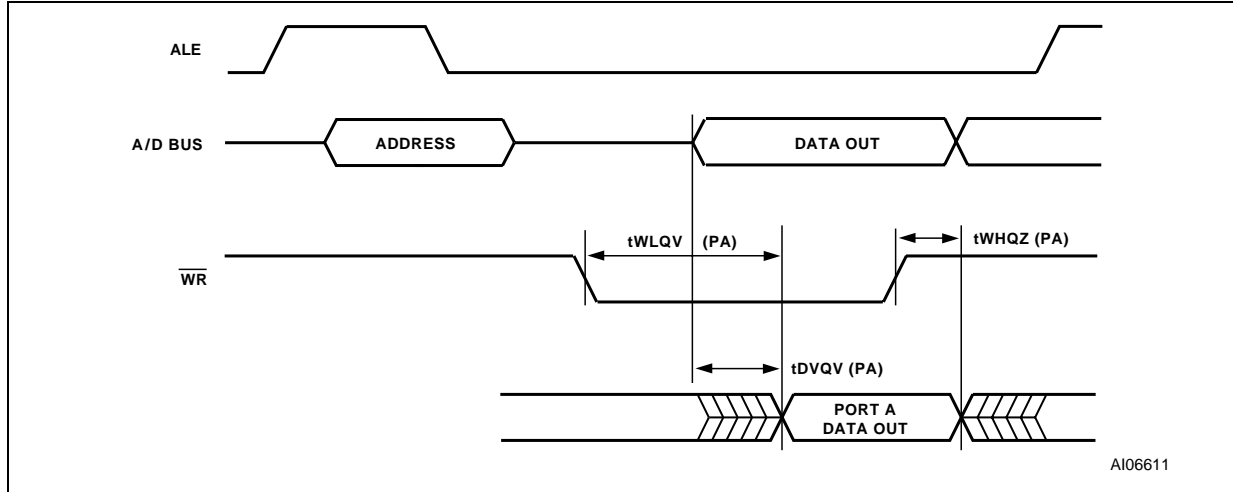 ALE
A/D BUS
ADDRESS
DATA OUT
tWLQV (PA)
tWHQZ (PA)
WR
tDVQV (PA)
PORT A
DATA OUT
AI06611